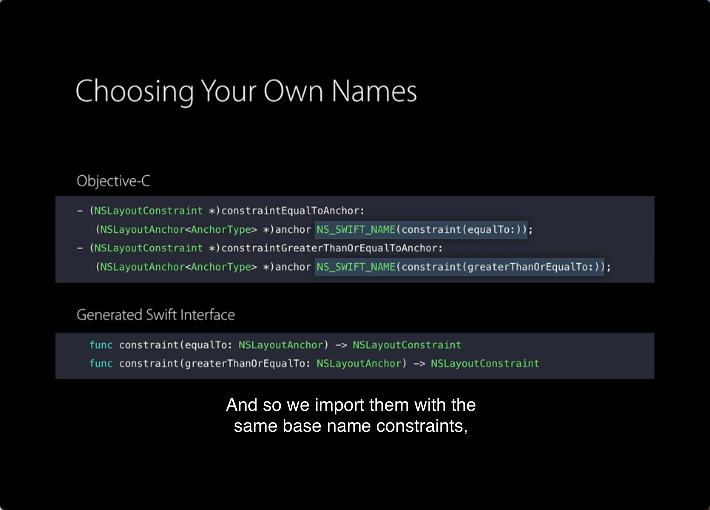 Choosing Your Own Names
Objective-C
- (NSLayoutConstraint *)constraintEqualToAnchor:
(NSLayoutAnchor<AnchorType> *)anchor NS_SWIFT_NAME(constraint(equalTo:));
- (NSLayoutConstraint *)constraintGreaterThanOrEqualToAnchor:
(NSLayoutAnchor<AnchorType> *)anchor NS_SWIFT_NAME(constraint(greaterThanOrEqualTo:));
Generated Swift Interface
func constraint(equalTo: NSLayoutAnchor) -> NSLayoutConstraint
func constraint(greaterThanOrEqualTo: NSLayoutAnchor) -> NSLayoutConstraint
And so we import them with the
same base name constraints,